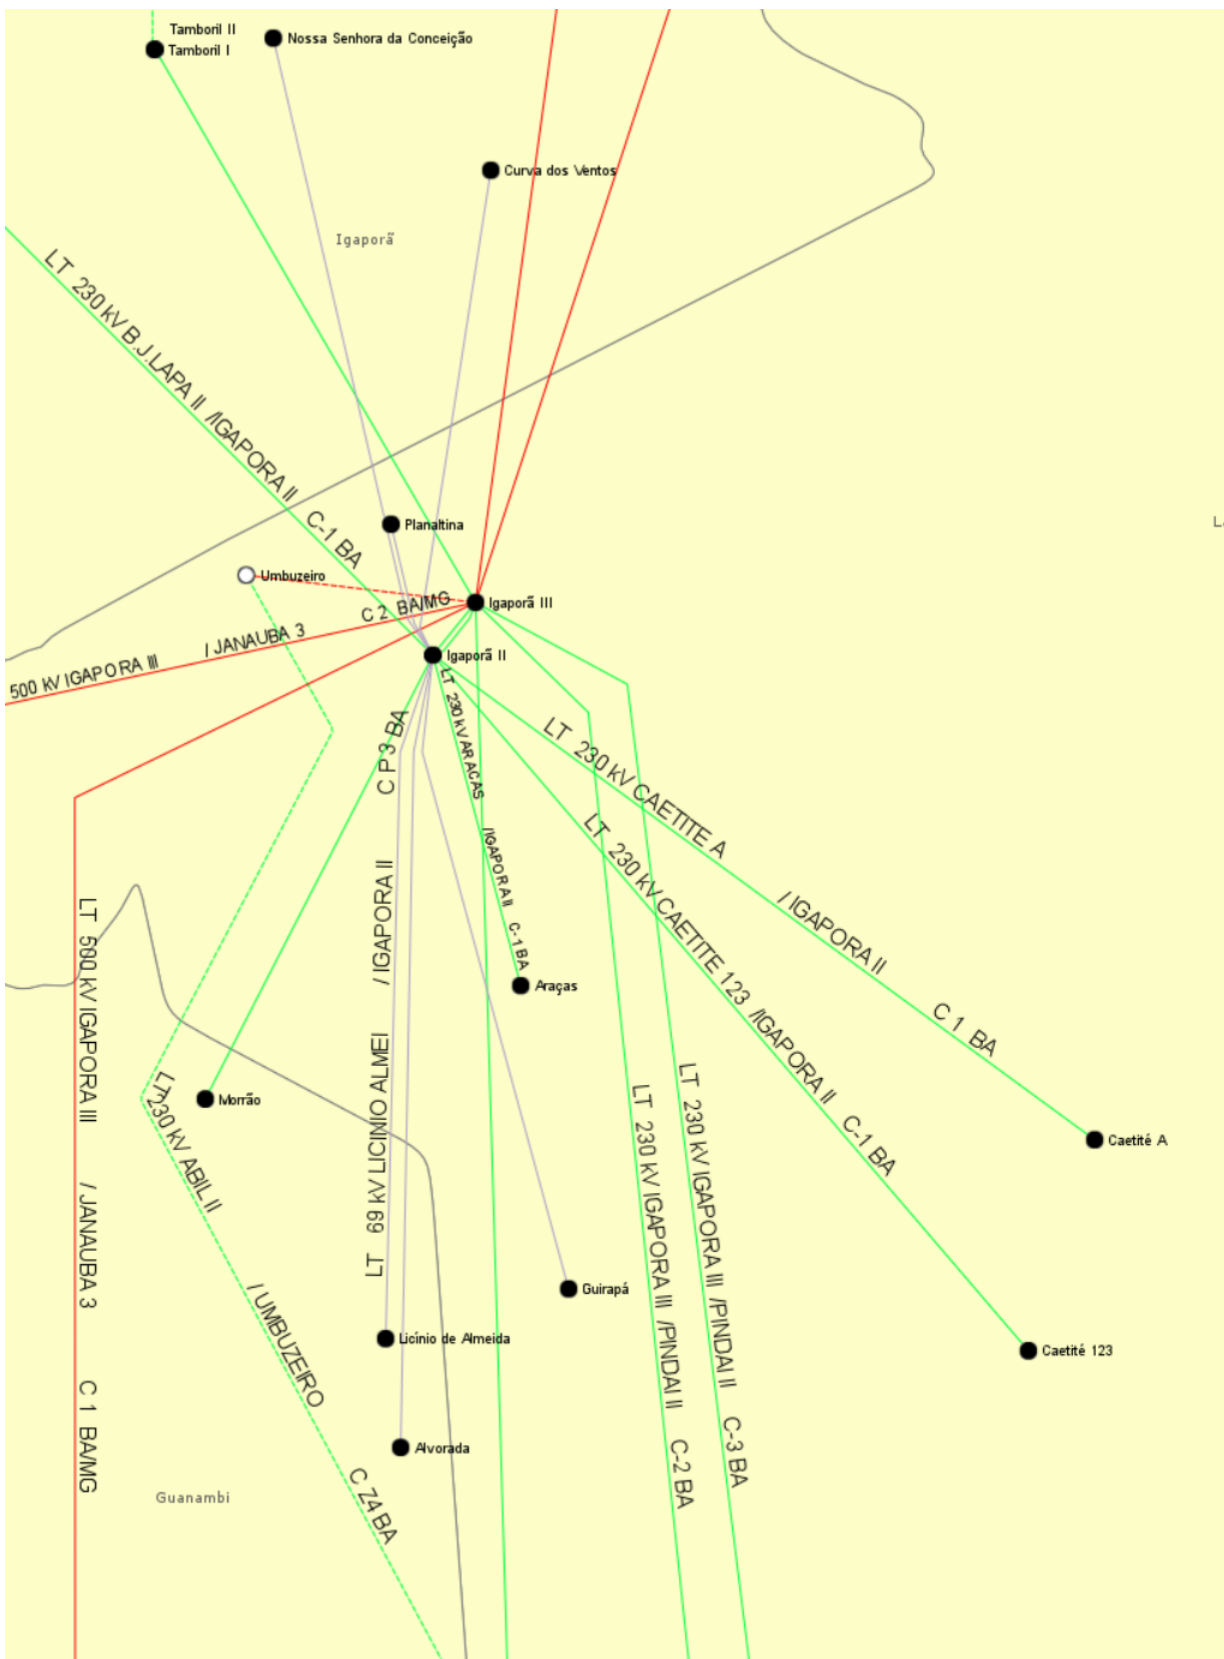 Tamboril II
Tamboril I
Nossa Senhora da Conceição
Curva dos Ventos
Igaporã
LT 230 kV B.J.LAPA II /IGAPORA II C-1 BA
Planaltina
Umbuzeiro
Igaporã III
500 KV IGAPORA III / JANAUBA 3 C 2 BA/MG
Igaporã II
C P 3 BA
LT 230 kV ARACAS /IGAPORA II C-1 BA
LT 230 kV CAETITE A / IGAPORA II C 1 BA
LT 230 kV CAETITE 123 /IGAPORA II C-1 BA
LT 500 kV IGAPORA III / JANAUBA 3 C 1 BA/MG
LT 69 kV LICINIO ALMEI / IGAPORA II
Araças
Morrão
LT 230 kV ABIL II / UMBUZEIRO C Z4 BA
LT 230 kV IGAPORA III /PINDAI II C-2 BA
LT 230 kV IGAPORA III /PINDAI II C-3 BA
Caetité A
Guirapá
Licínio de Almeida
Caetité 123
Alvorada
Guanambi